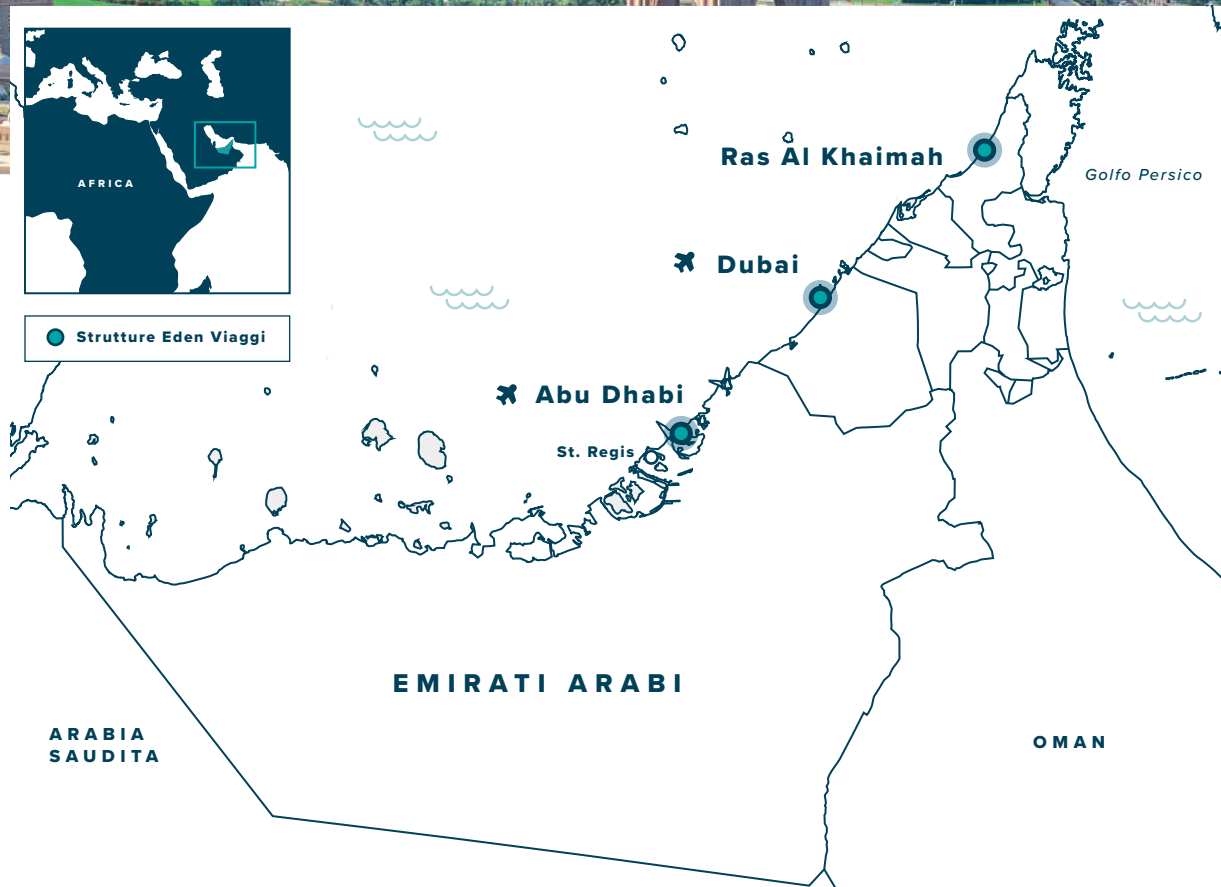 AFRICA
Strutture Eden Viaggi
Ras Al Khaimah
Golfo Persico
Dubai
Abu Dhabi
St. Regis
EMIRATI ARABI
ARABIA
SAUDITA
OMAN